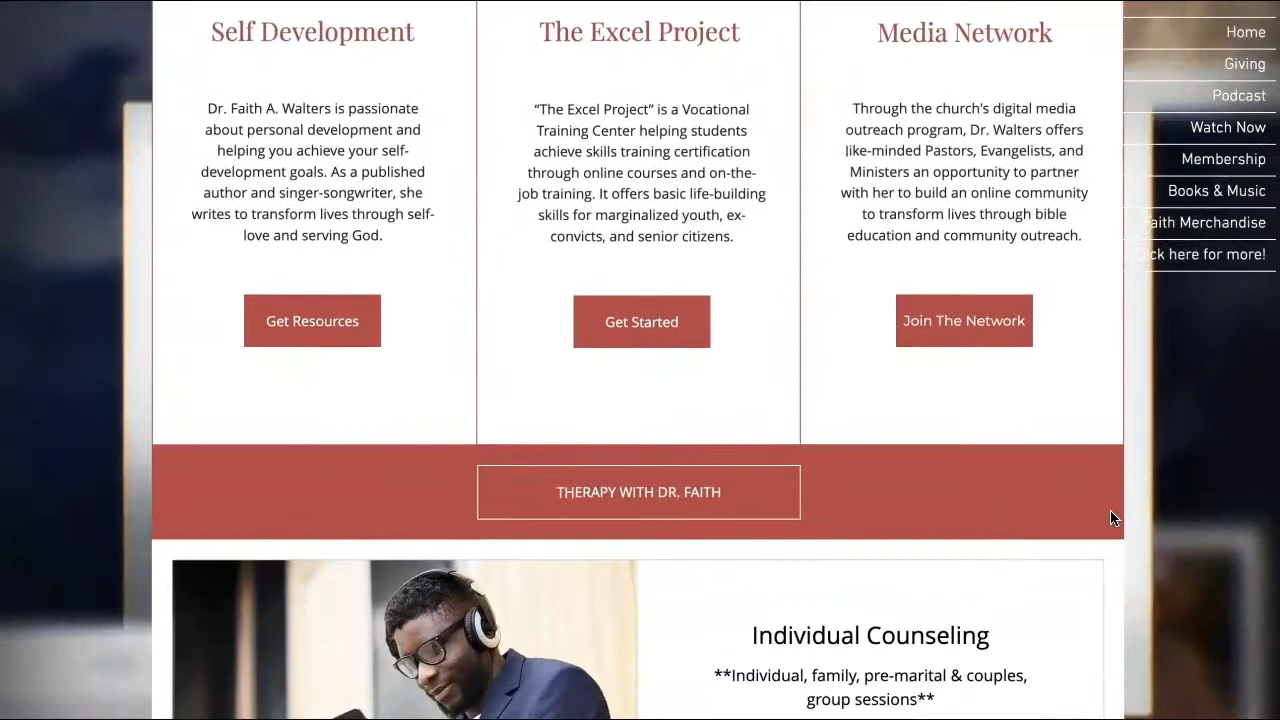 Self Development
Dr. Faith A. Walters is passionate
about personal development and
helping you achieve your self-
development goals. As a published
author and singer-songwriter, she
writes to transform lives through self-
love and serving God.
Get Resources
The Excel Project
“The Excel Project” is a Vocational
Training Center helping students
achieve skills training certification
through online courses and on-the-
job training. It offers basic life-building
skills for marginalized youth, ex-
convicts, and senior citizens.
Get Started
Media Network
Through the church's digital media
outreach program, Dr. Walters offers
like-minded Pastors, Evangelists, and
Ministers an opportunity to partner
with her to build an online community
to transform lives through bible
education and community outreach.
Join The Network
Home
Giving
Podcast
Watch Now
Membership
Books & Music
Faith Merchandise
here for more!
THERAPY WITH DR. FAITH
Individual Counseling
**Individual, family, pre-marital & couples,
group sessions**